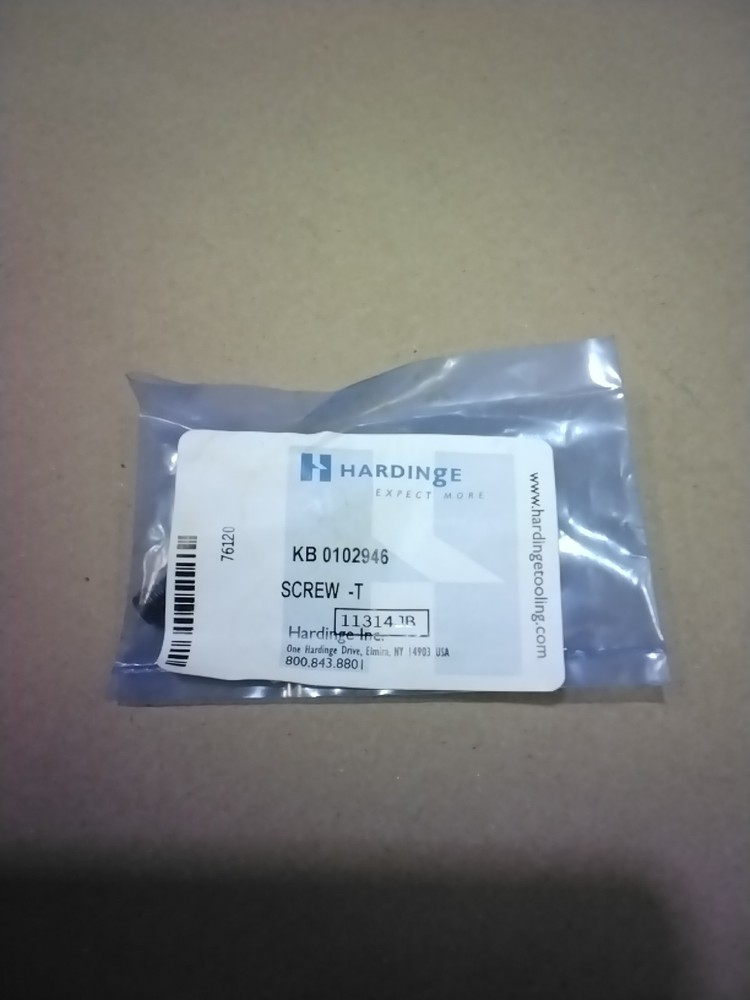 HARDINGE
EXPECT MORE
www.hardingetooling.com
76120
KB 0102946
SCREW -T
11314JB
Hardinge Inc.
One Hardinge Drive, Elmira, NY 14903 USA
800.843.8801